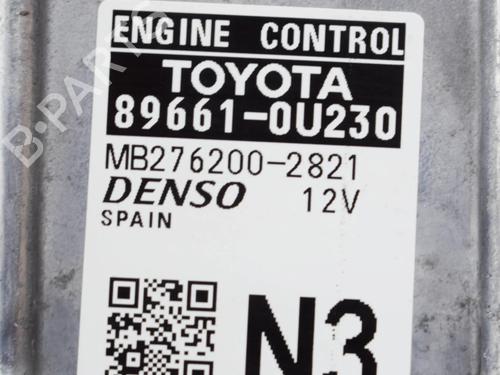 ENGINE CONTROL
TOYOTA
89661-0U230
MB276200-2821
DENSO 12V
SPAIN
N3
B-PARTS